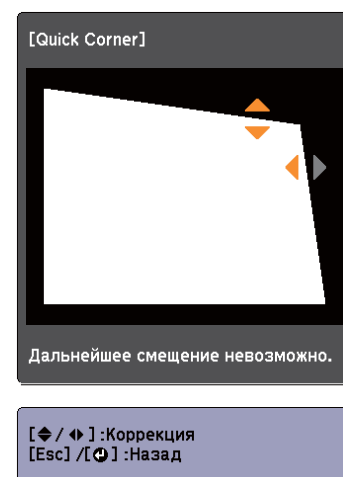 [Quick Corner]
Дальнейшее смещение невозможно.
[◆/◆] :Коррекция
[Esc] /[↵] :Назад